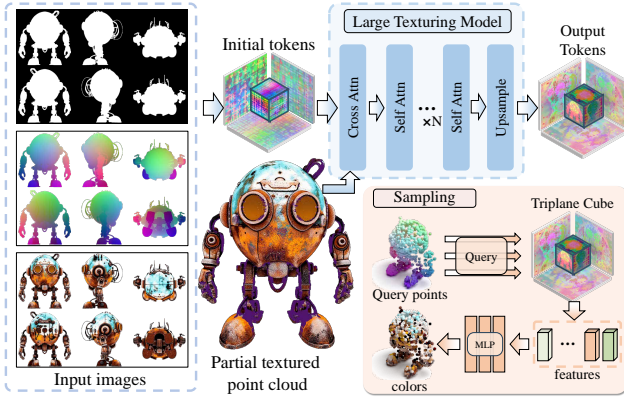 Large Texturing Model
Initial tokens
Output
Tokens
Cross Attn
Self Attn
...
×N
Self Attn
Upsample
Sampling
Triplane Cube
Query
Query points
MLP
...
colors
features
Input images
Partial textured
point cloud